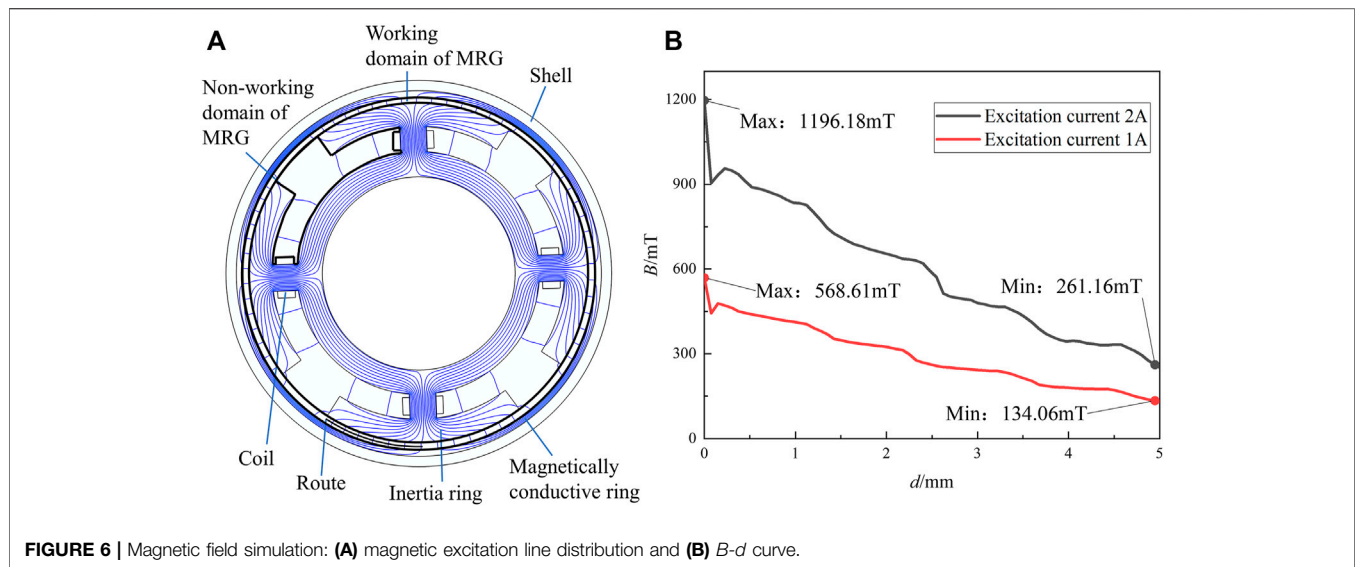 A
Working
domain of MRG
Shell
Non-working
domain of
MRG
Coil
Route
Inertia ring
Magnetically
conductive ring
B
1200
900
600
300
0
B/mT
Max：1196.18mT
Excitation current 2A
Excitation current 1A
Max：568.61mT
Min：261.16mT
Min：134.06mT
0 1 2 3 4 5
d/mm
FIGURE 6 | Magnetic field simulation: (A) magnetic excitation line distribution and (B) B-d curve.